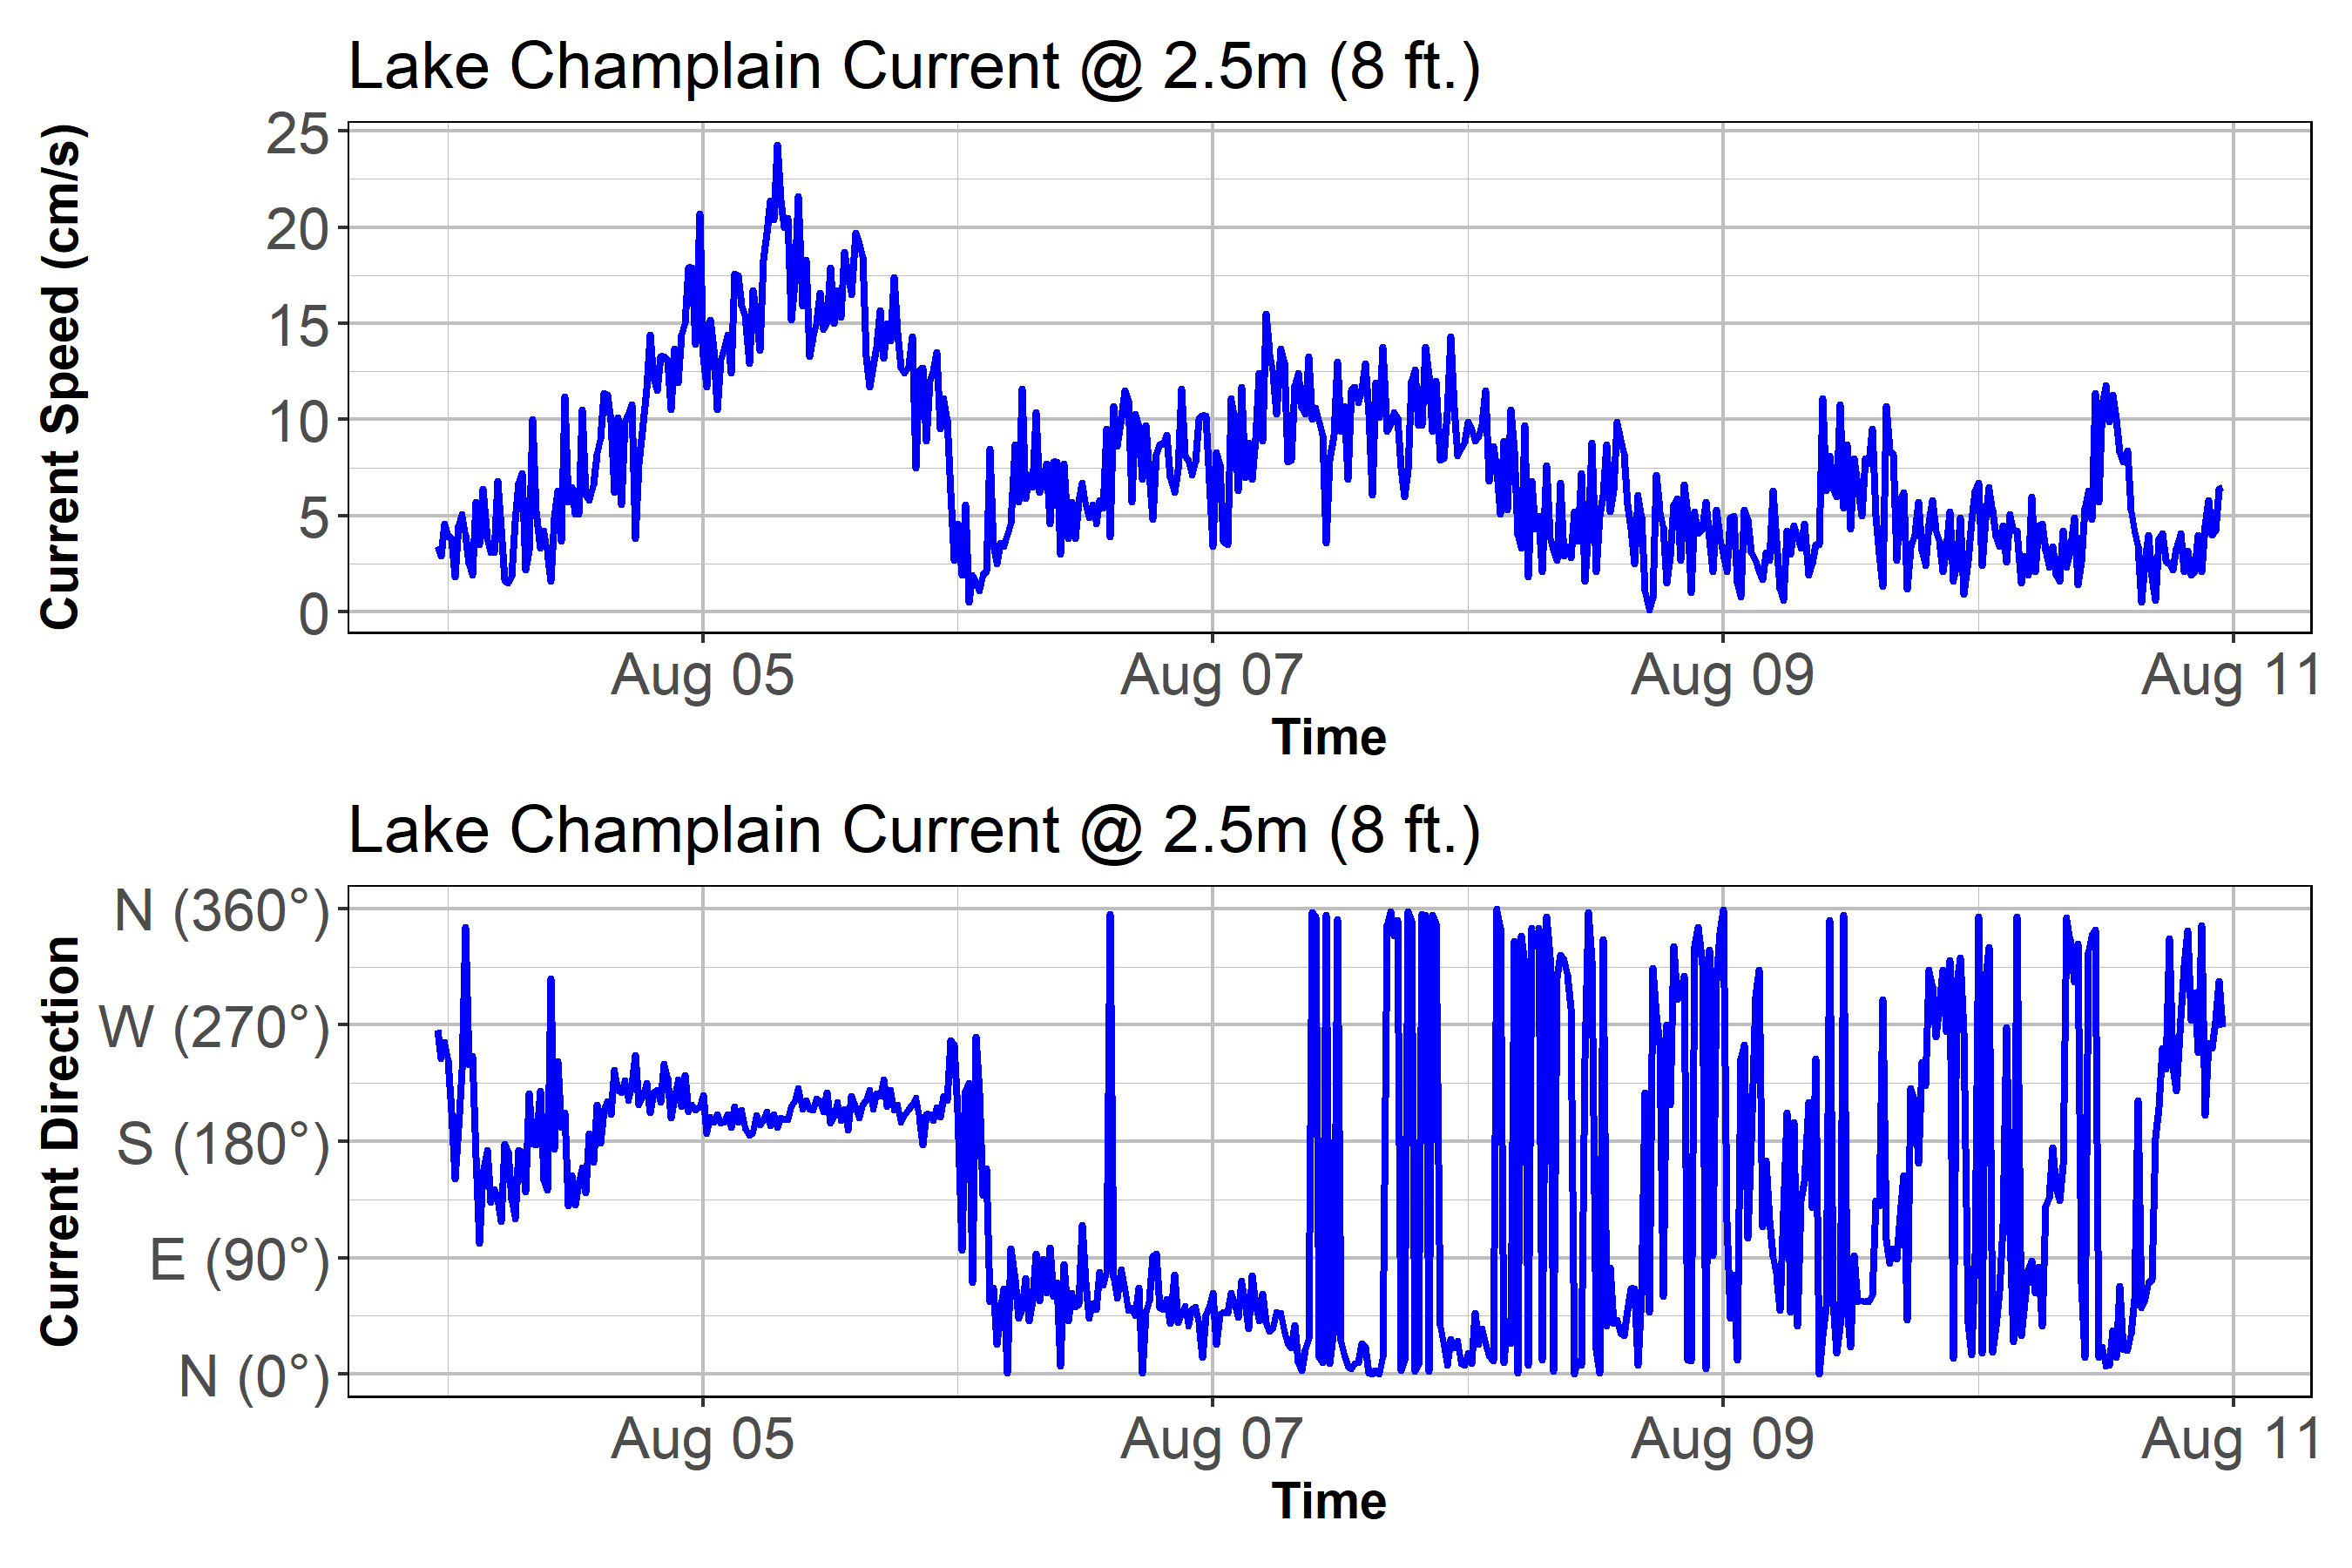 Lake Champlain Current @ 2.5m (8 ft.)
Current Speed (cm/s)
25
20
15
10
5
0
Aug 05
Aug 07
Aug 09
Aug 11
Time
Lake Champlain Current @ 2.5m (8 ft.)
Current Direction
N (360°)
W (270°)
S (180°)
E (90°)
N (0°)
Aug 05
Aug 07
Aug 09
Aug 11
Time